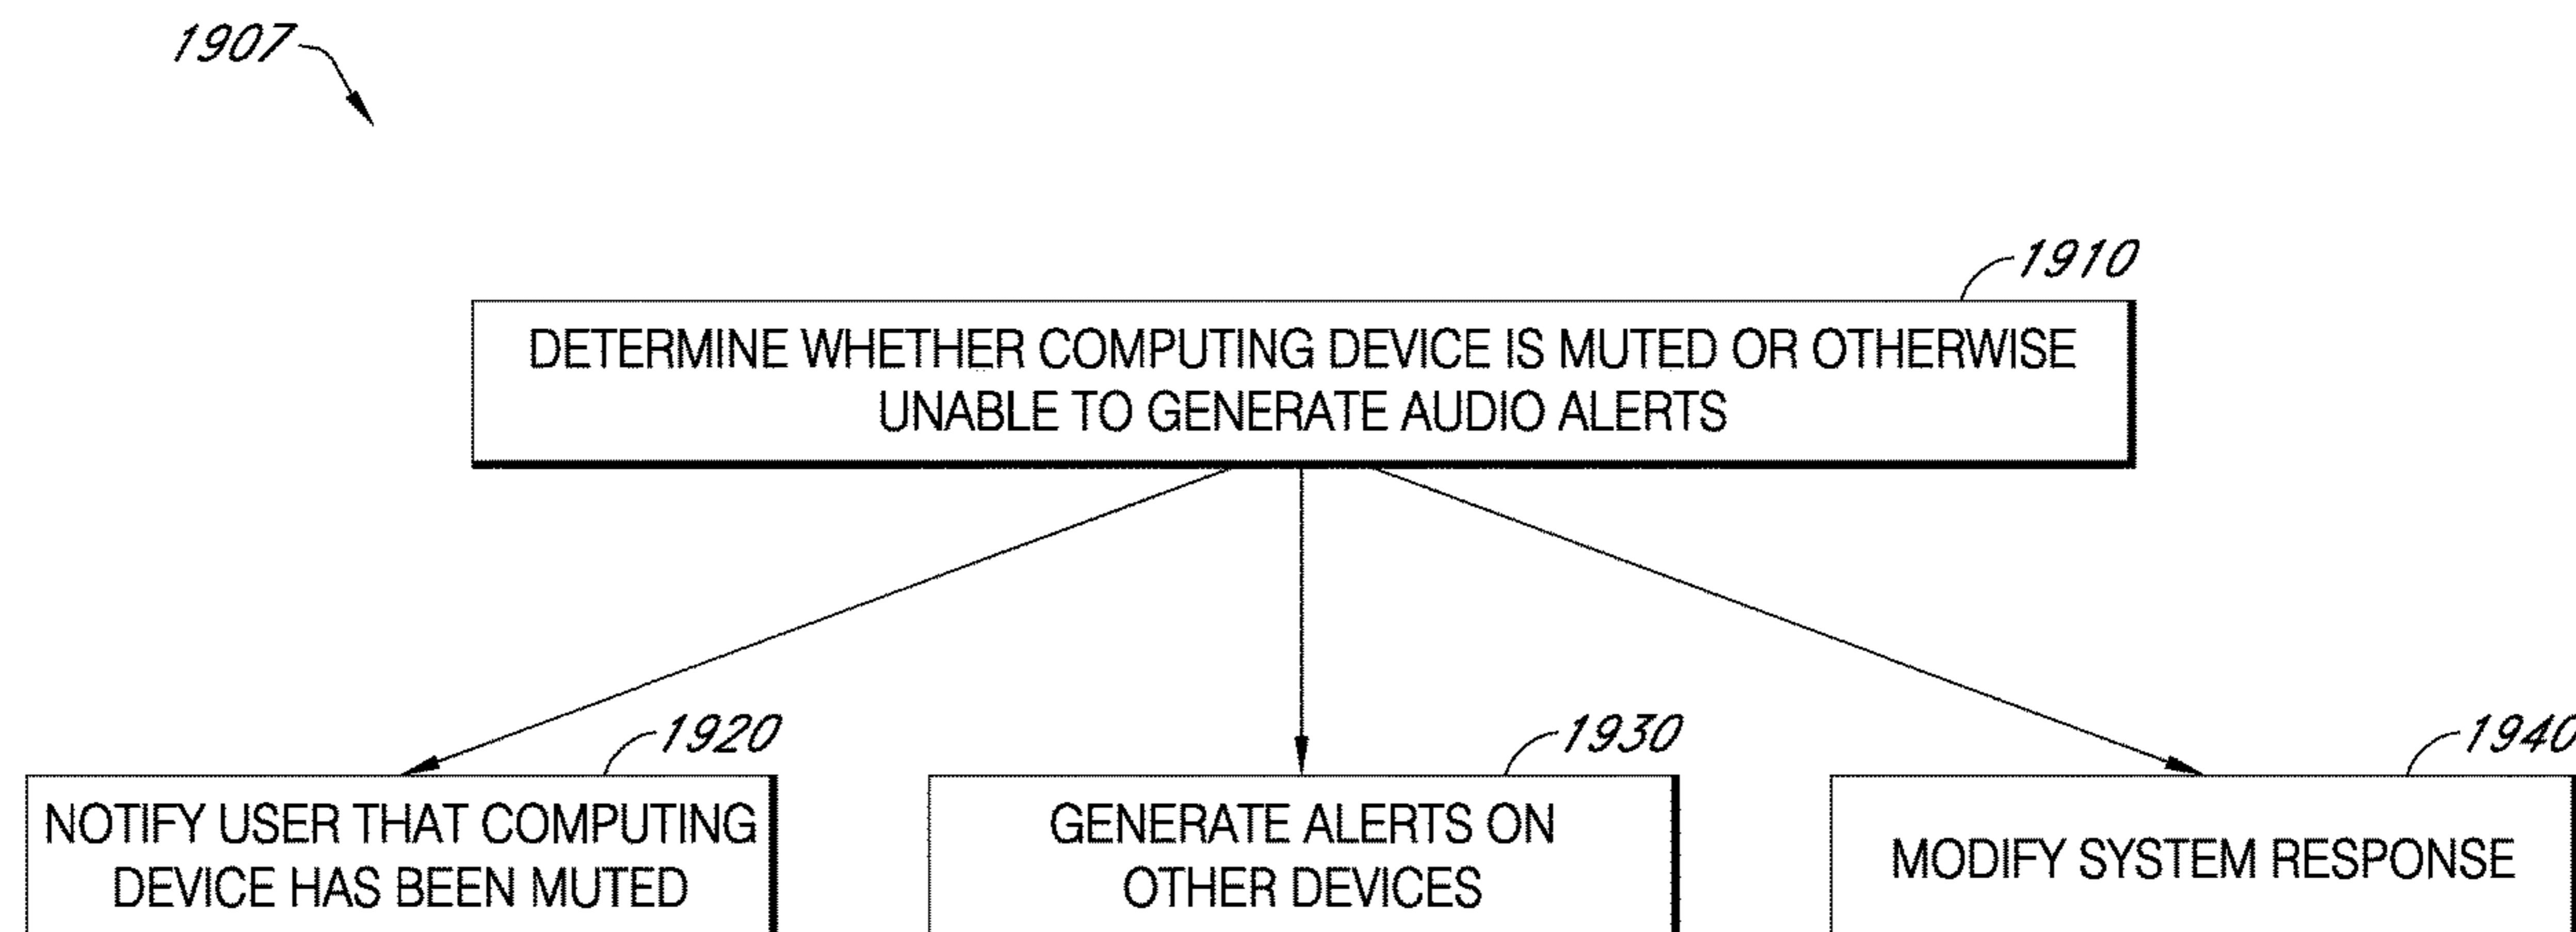 1907
1910
DETERMINE WHETHER COMPUTING DEVICE IS MUTED OR OTHERWISE
UNABLE TO GENERATE AUDIO ALERTS
1920
NOTIFY USER THAT COMPUTING
DEVICE HAS BEEN MUTED
1930
GENERATE ALERTS ON
OTHER DEVICES
1940
MODIFY SYSTEM RESPONSE